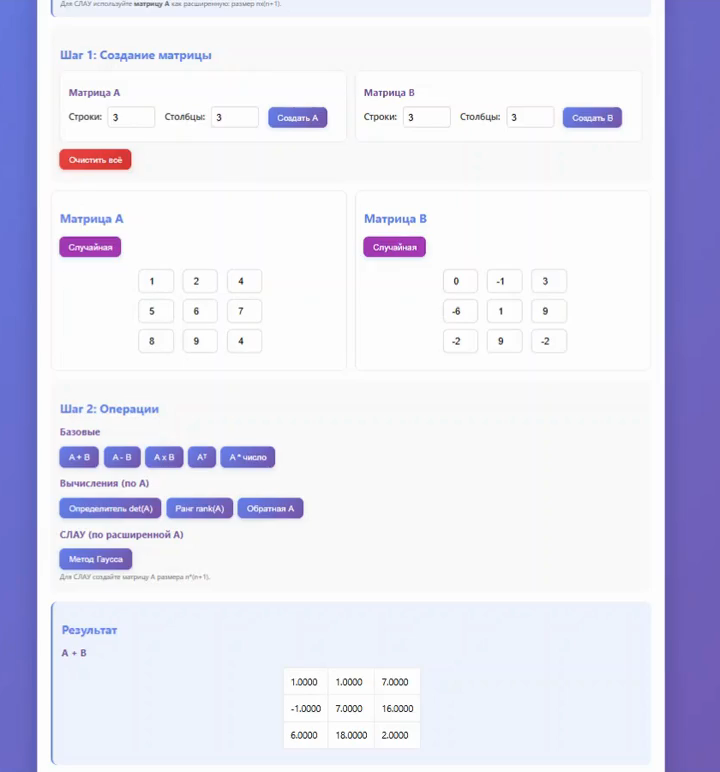 Для СЛАУ используйте матрицу A как расширенную: размер nx(n+1).
Шаг 1: Создание матрицы
Матрица A
Строки: 3 Столбцы: 3 Создать A
Матрица B
Строки: 3 Столбцы: 3 Создать B
Очистить всё
Матрица A
Случайная
1 2 4
5 6 7
8 9 4
Матрица B
Случайная
0 -1 3
-6 1 9
-2 9 -2
Шаг 2: Операции
Базовые
A + B A - B A x B Aᵀ A * число
Вычисления (по A)
Определитель det(A) Ранг rank(A) Обратная A
СЛАУ (по расширенной A)
Метод Гаусса
Для СЛАУ создайте матрицу A размера n*(n+1).
Результат
A + B
1.0000 1.0000 7.0000
-1.0000 7.0000 16.0000
6.0000 18.0000 2.0000